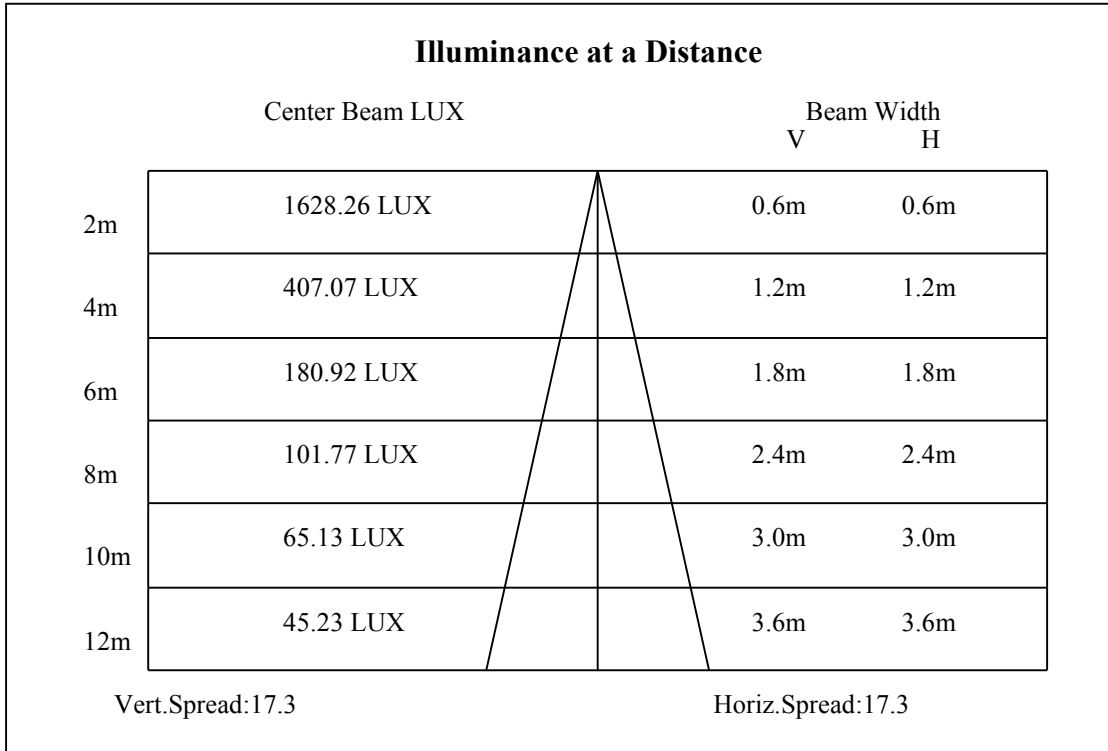 Illuminance at a Distance
Center Beam LUX Beam Width
V H
2m 1628.26 LUX 0.6m 0.6m
4m 407.07 LUX 1.2m 1.2m
6m 180.92 LUX 1.8m 1.8m
8m 101.77 LUX 2.4m 2.4m
10m 65.13 LUX 3.0m 3.0m
12m 45.23 LUX 3.6m 3.6m
Vert.Spread:17.3 Horiz.Spread:17.3